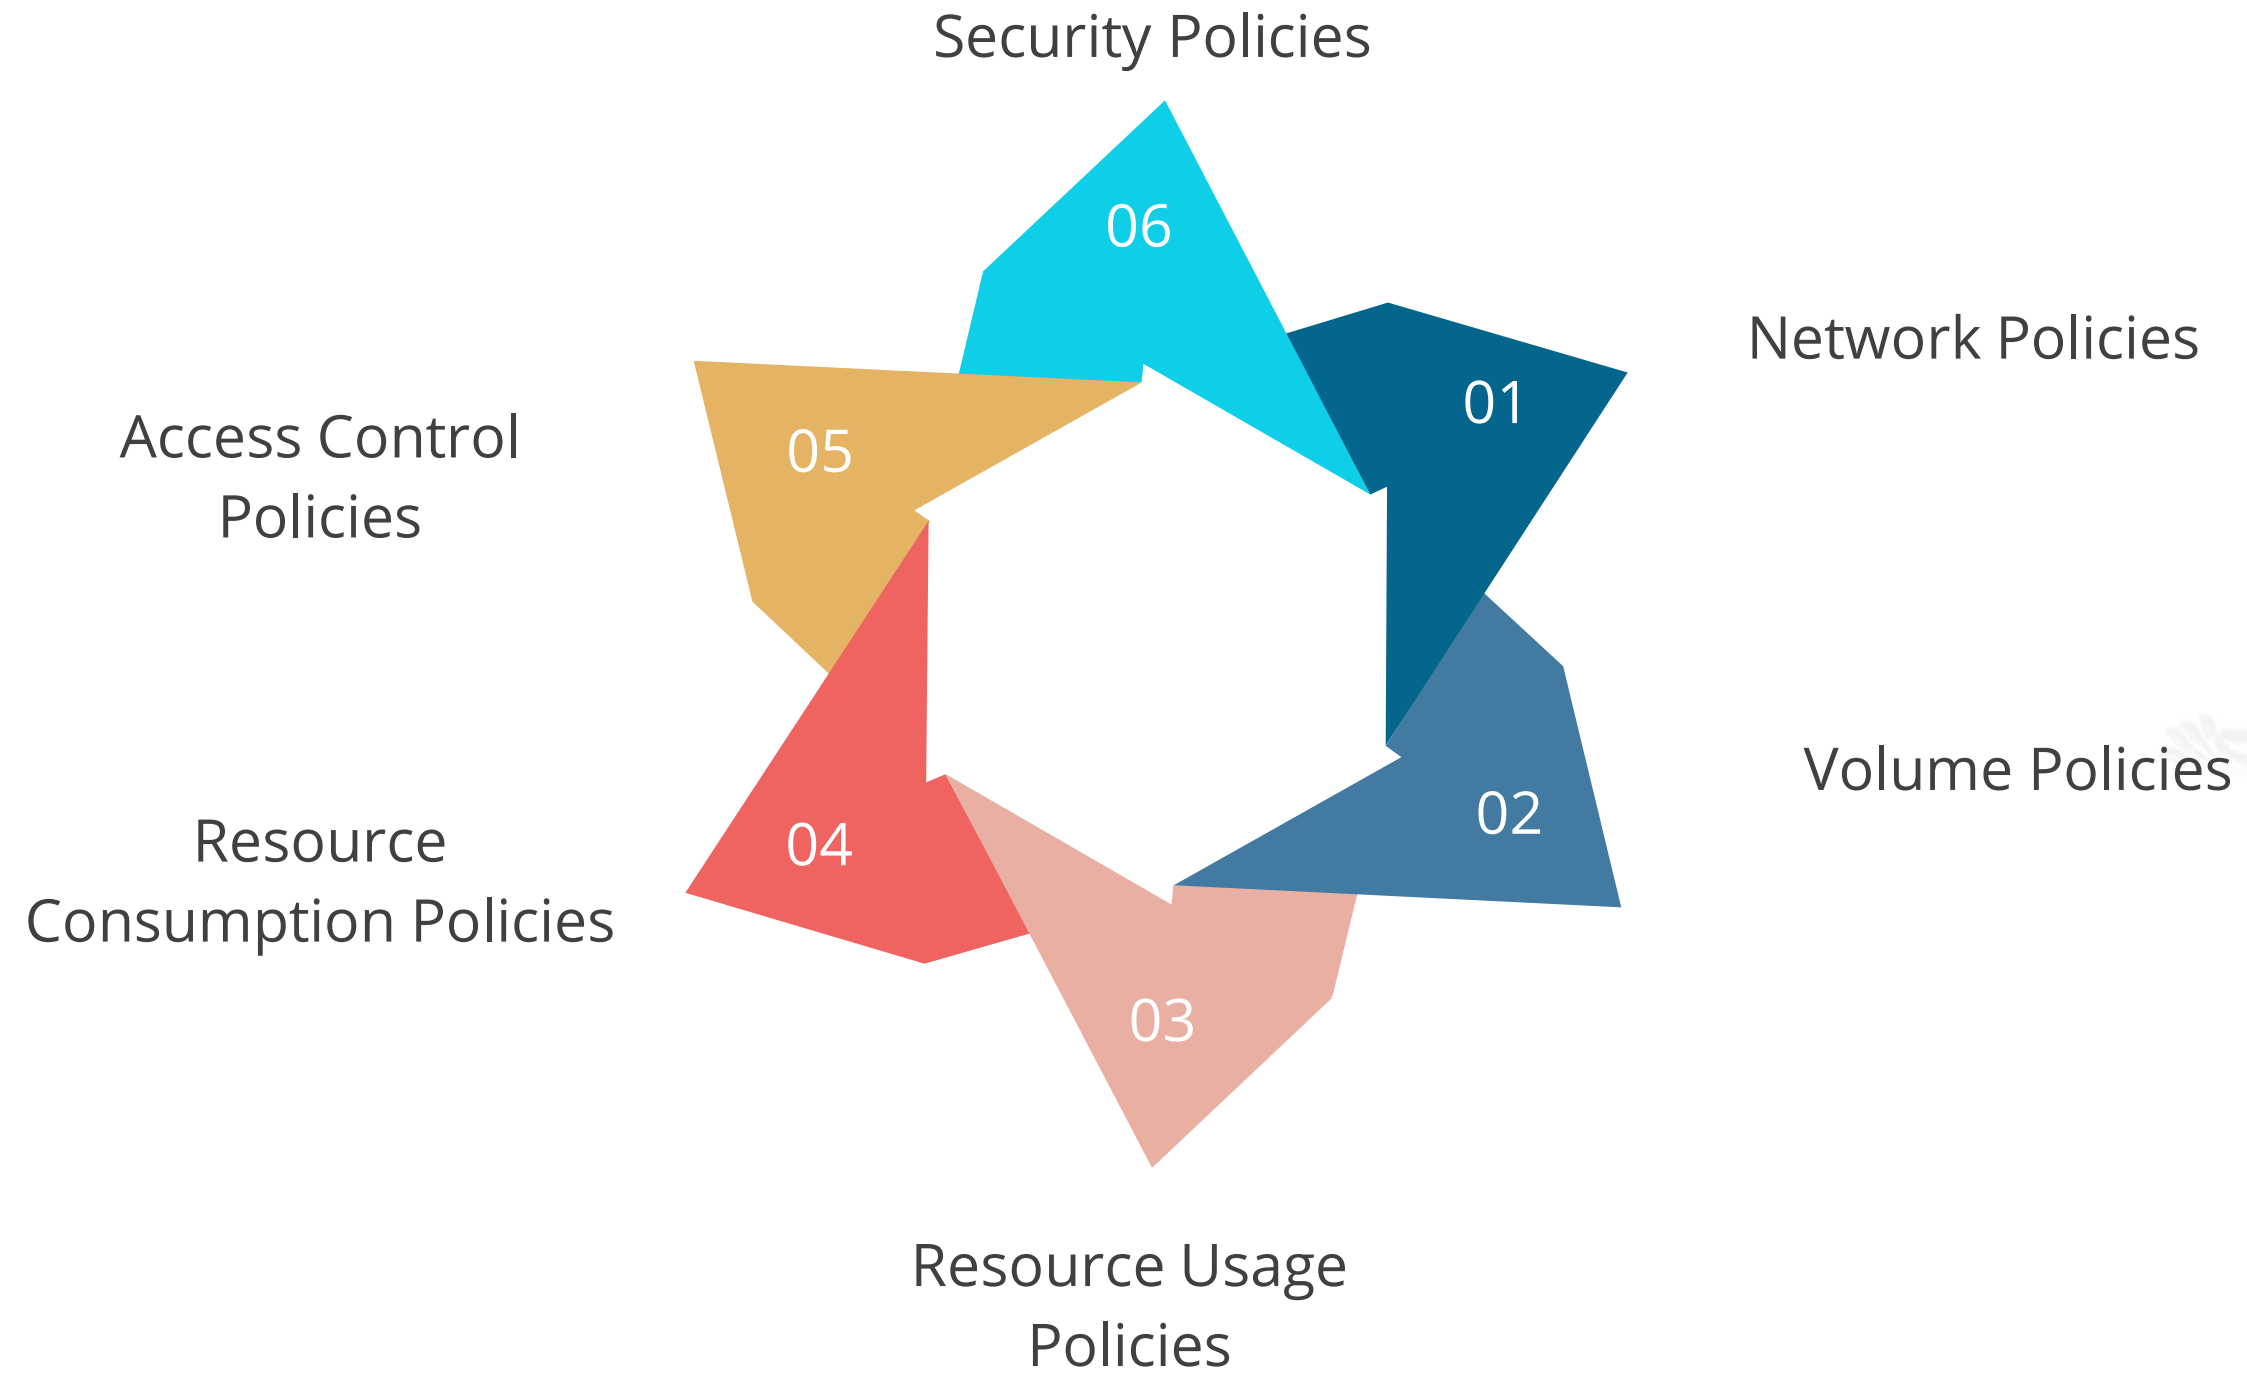 Security Policies
06
01
Network Policies
05
Access Control
Policies
02
Volume Policies
04
Resource
Consumption Policies
03
Resource Usage
Policies